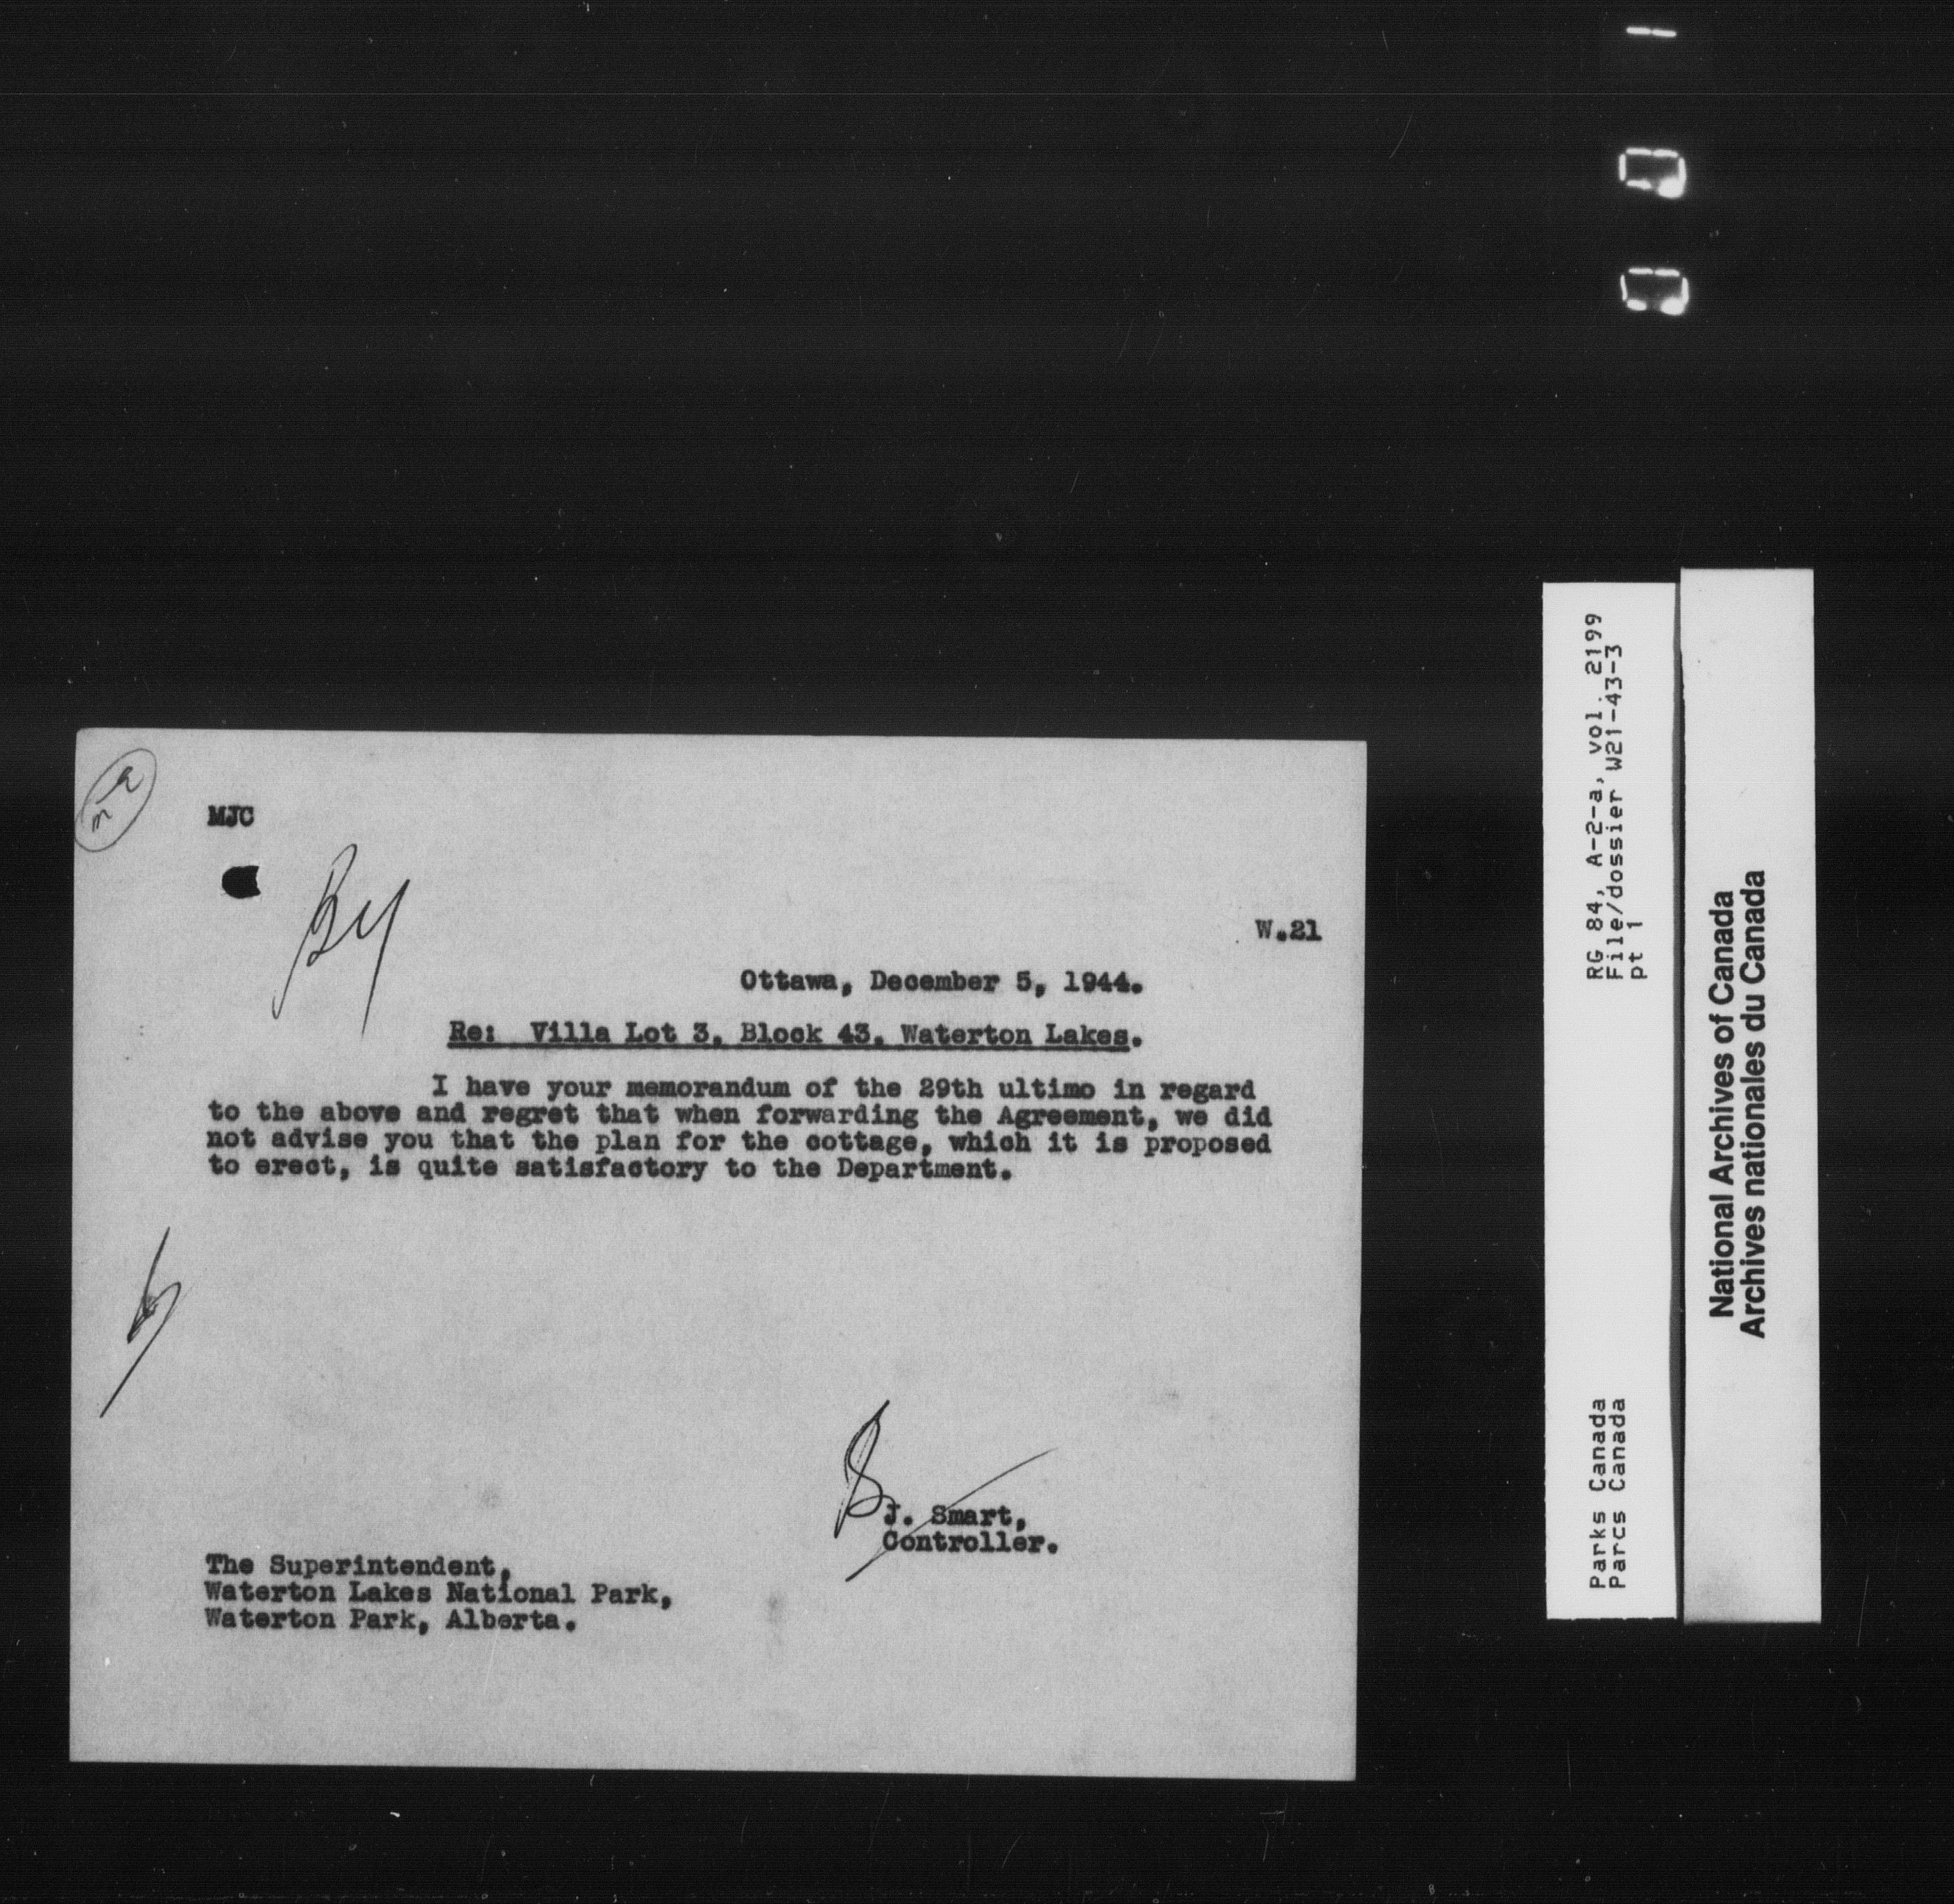 MJC
W.21
Ottawa, December 5, 1944.
Re: Villa Lot 3, Block 43, Waterton Lakes.
I have your memorandum of the 29th ultimo in regard
to the above and regret that when forwarding the Agreement, we did
not advise you that the plan for the cottage, which it is proposed
to erect, is quite satisfactory to the Department.
J. Smart,
Controller.
The Superintendent,
Waterton Lakes National Park,
Waterton Park, Alberta.
RG 84, A-2-a, vol. 2199
File/dossier W21-43-3
pt 1
Parks Canada
Parcs Canada
National Archives of Canada
Archives nationales du Canada